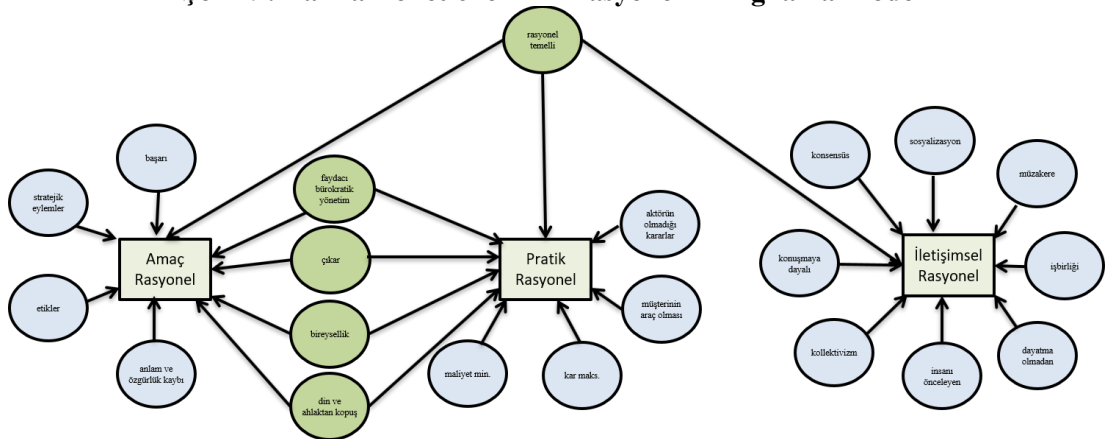 rasyonel
temelli
başarı
stratejik
eylemler
etikler
anlam ve
özgürlük kaybı
Amaç
Rasyonel
faydacı
bürokratik
yönetim
çıkar
bireysellik
din ve
ahlaktan kopuş
Pratik
Rasyonel
aktörün
olmadığı
kararlar
müşterinin
araç olması
maliyet min.
kar maks.
konsensüs
sosyalizasyon
müzakere
konuşmaya
dayalı
İletişimsel
Rasyonel
işbirliği
kollektivizm
insanı
önceleyen
dayatma
olmadan